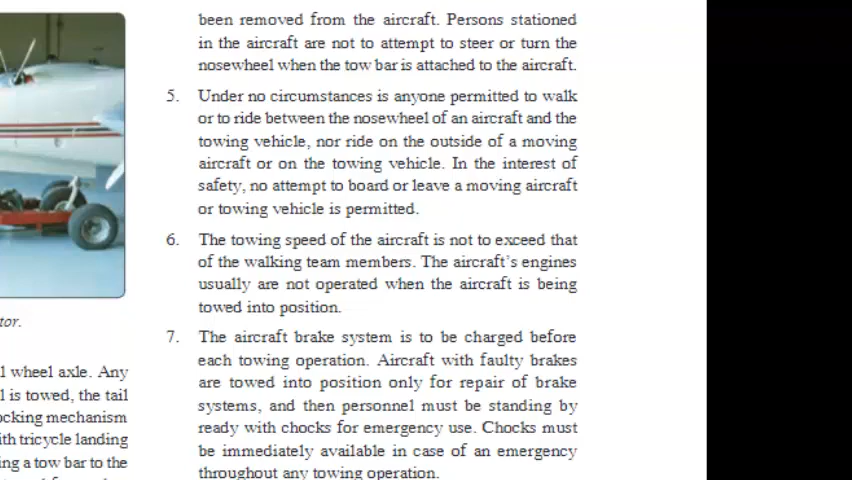 been removed from the aircraft. Persons stationed
in the aircraft are not to attempt to steer or turn the
nosewheel when the tow bar is attached to the aircraft.
5. Under no circumstances is anyone permitted to walk
or to ride between the nosewheel of an aircraft and the
towing vehicle, nor ride on the outside of a moving
aircraft or on the towing vehicle. In the interest of
safety, no attempt to board or leave a moving aircraft
or towing vehicle is permitted.
6. The towing speed of the aircraft is not to exceed that
of the walking team members. The aircraft's engines
usually are not operated when the aircraft is being
towed into position.
7. The aircraft brake system is to be charged before
each towing operation. Aircraft with faulty brakes
are towed into position only for repair of brake
systems, and then personnel must be standing by
ready with chocks for emergency use. Chocks must
be immediately available in case of an emergency
throughout any towing operation.
tor.
l wheel axle. Any
l is towed, the tail
ocking mechanism
ith tricycle landing
ing a tow bar to the